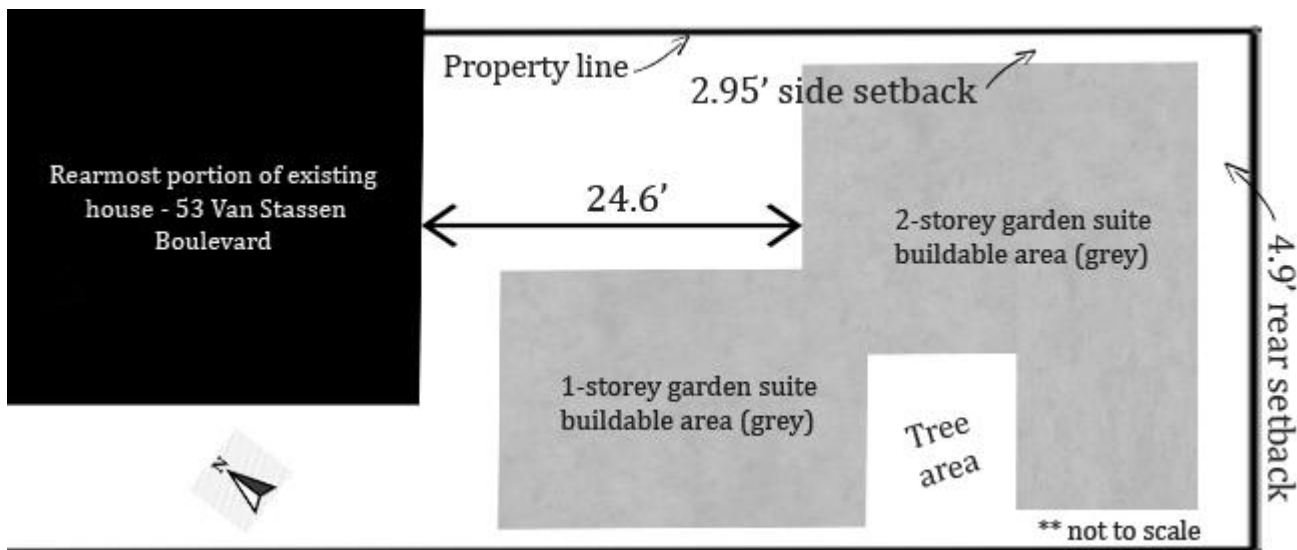 Property line
2.95’ side setback
Rearmost portion of existing
house - 53 Van Stassen
Boulevard
24.6’
2-storey garden suite
buildable area (grey)
4.9’ rear setback
1-storey garden suite
buildable area (grey)
Tree
area
N
** not to scale